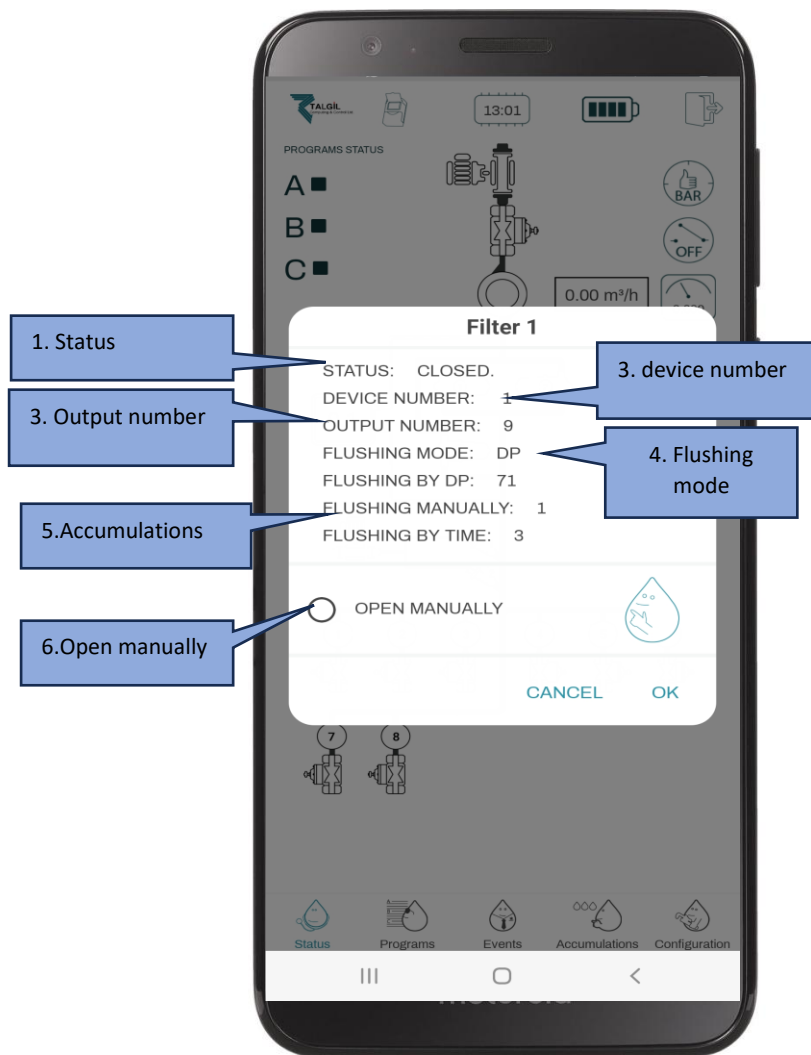 TALGIL
13:01
PROGRAMS STATUS
A
B
C
BAR
OFF
0.00 m³/h
Filter 1
1. Status
STATUS: CLOSED.
3. device number
DEVICE NUMBER: 1
3. Output number
OUTPUT NUMBER: 9
FLUSHING MODE: DP
4. Flushing
mode
FLUSHING BY DP: 71
5.Accumulations
FLUSHING MANUALLY: 1
FLUSHING BY TIME: 3
6.Open manually
OPEN MANUALLY
CANCEL OK
7 8
Status Programs Events Accumulations Configuration